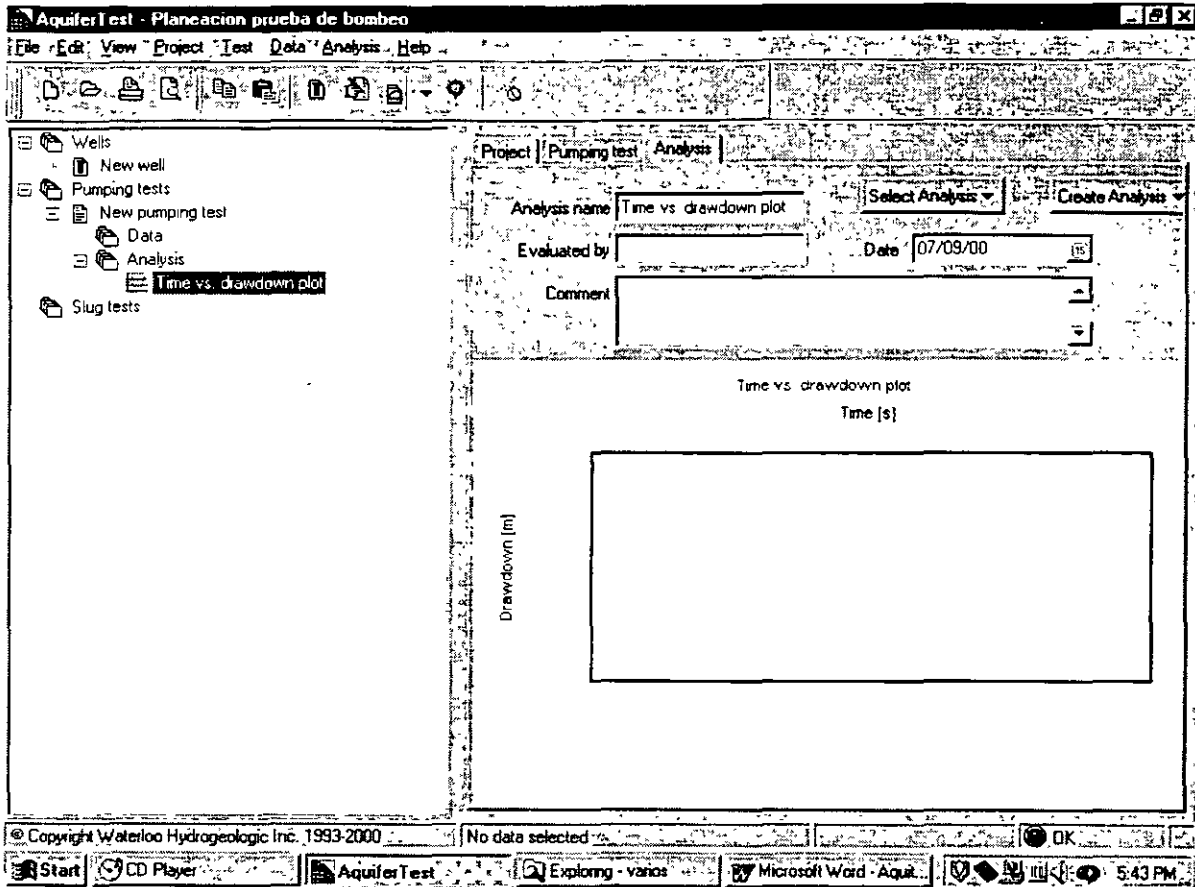 AquiferTest - Planeacion prueba de bombeo
File Edit View Project Test Data Analysis Help
Wells
New well
Pumping tests
New pumping test
Data
Analysis
Time vs. drawdown plot
Slug tests
Project Pumping test Analysis
Analysis name Time vs. drawdown plot Select Analysis Create Analysis
Evaluated by Date 07/09/00 15
Comment
Time vs. drawdown plot
Time [s]
Drawdown [m]
© Copyright Waterloo Hydrogeologic Inc. 1993-2000 No data selected OK
Start CD Player AquiferTest Exploring - varios Microsoft Word - Aquit... 5:43 PM